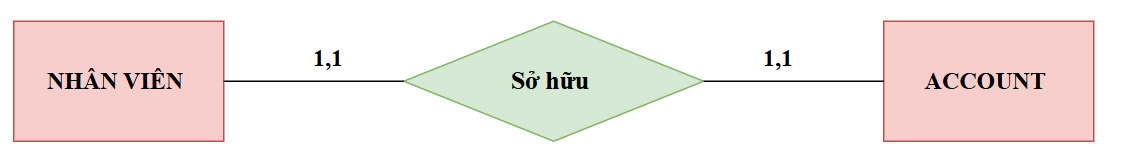 NHÂN VIÊN
1,1
Sở hữu
1,1
ACCOUNT